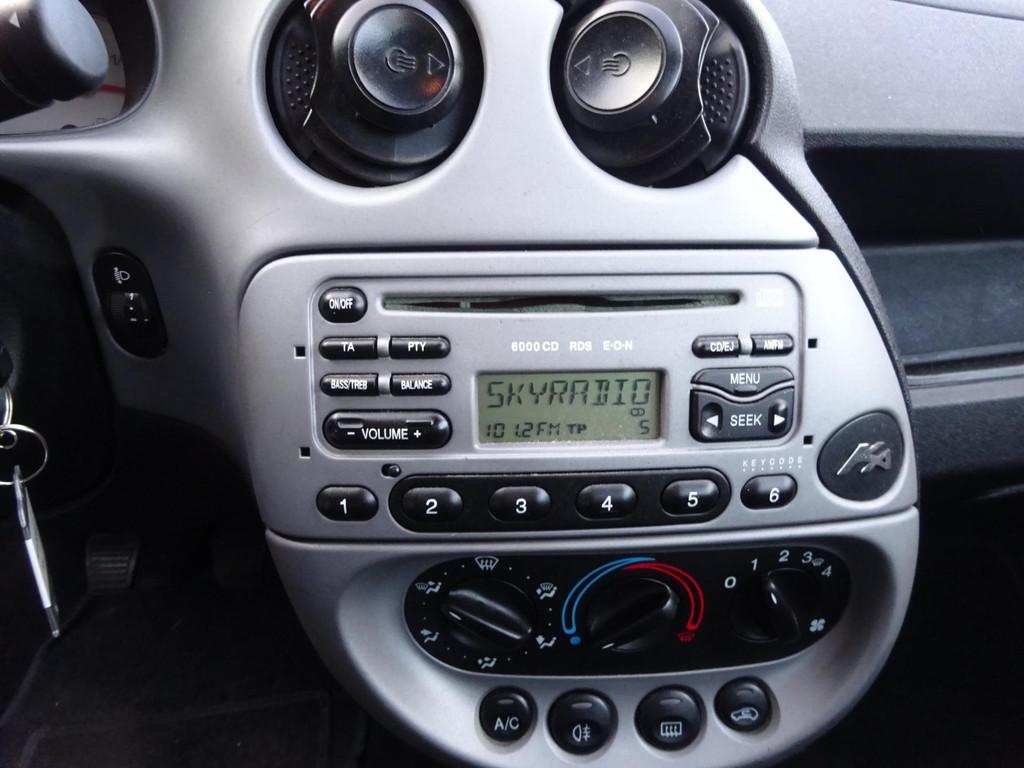 ON/OFF
TA PTY
6000CD RDS E·O·N
CD/EJ AM/FM
BASS/TREB BALANCE
SKYRADIO
CD
101.2FM TP 5
MENU
SEEK
- VOLUME +
KEYCODE
1 2 3 4 5 6
0 1 2 3 4
A/C